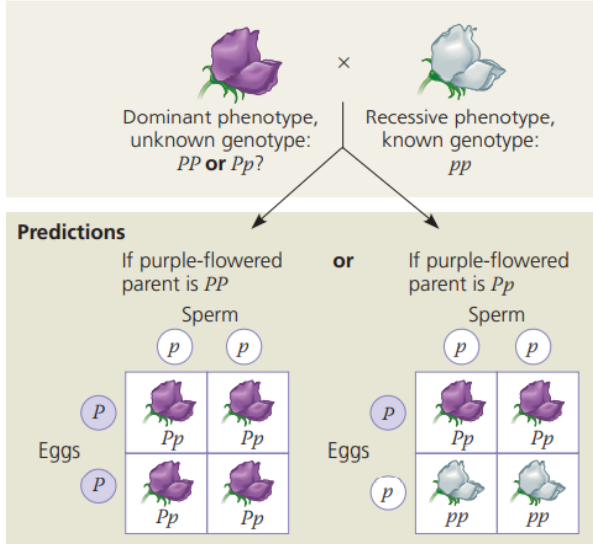 ×
Dominant phenotype,
unknown genotype:
PP or Pp?
Recessive phenotype,
known genotype:
pp
Predictions
If purple-flowered
parent is PP
or
If purple-flowered
parent is Pp
Sperm
p p
P
Pp Pp
Eggs
P
Pp Pp
Sperm
p p
P
Pp Pp
Eggs
p
pp pp